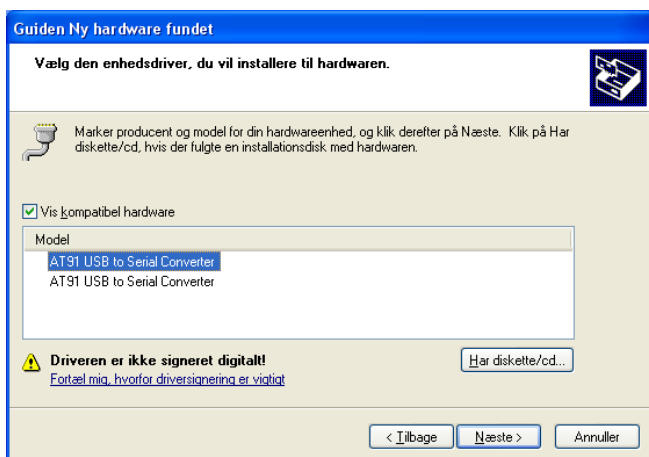 Guiden Ny hardware fundet
Vælg den enhedsdriver, du vil installere til hardwaren.
Marker producent og model for din hardwareenhed, og klik derefter på Næste. Klik på Har
diskette/cd, hvis der fulgte en installationsdisk med hardwaren.
Vis kompatibel hardware
Model
AT91 USB to Serial Converter
AT91 USB to Serial Converter
Driveren er ikke signeret digitalt!
Har diskette/cd...
Fortæl mig, hvorfor driversignering er vigtigt
< Tilbage
Næste >
Annuller